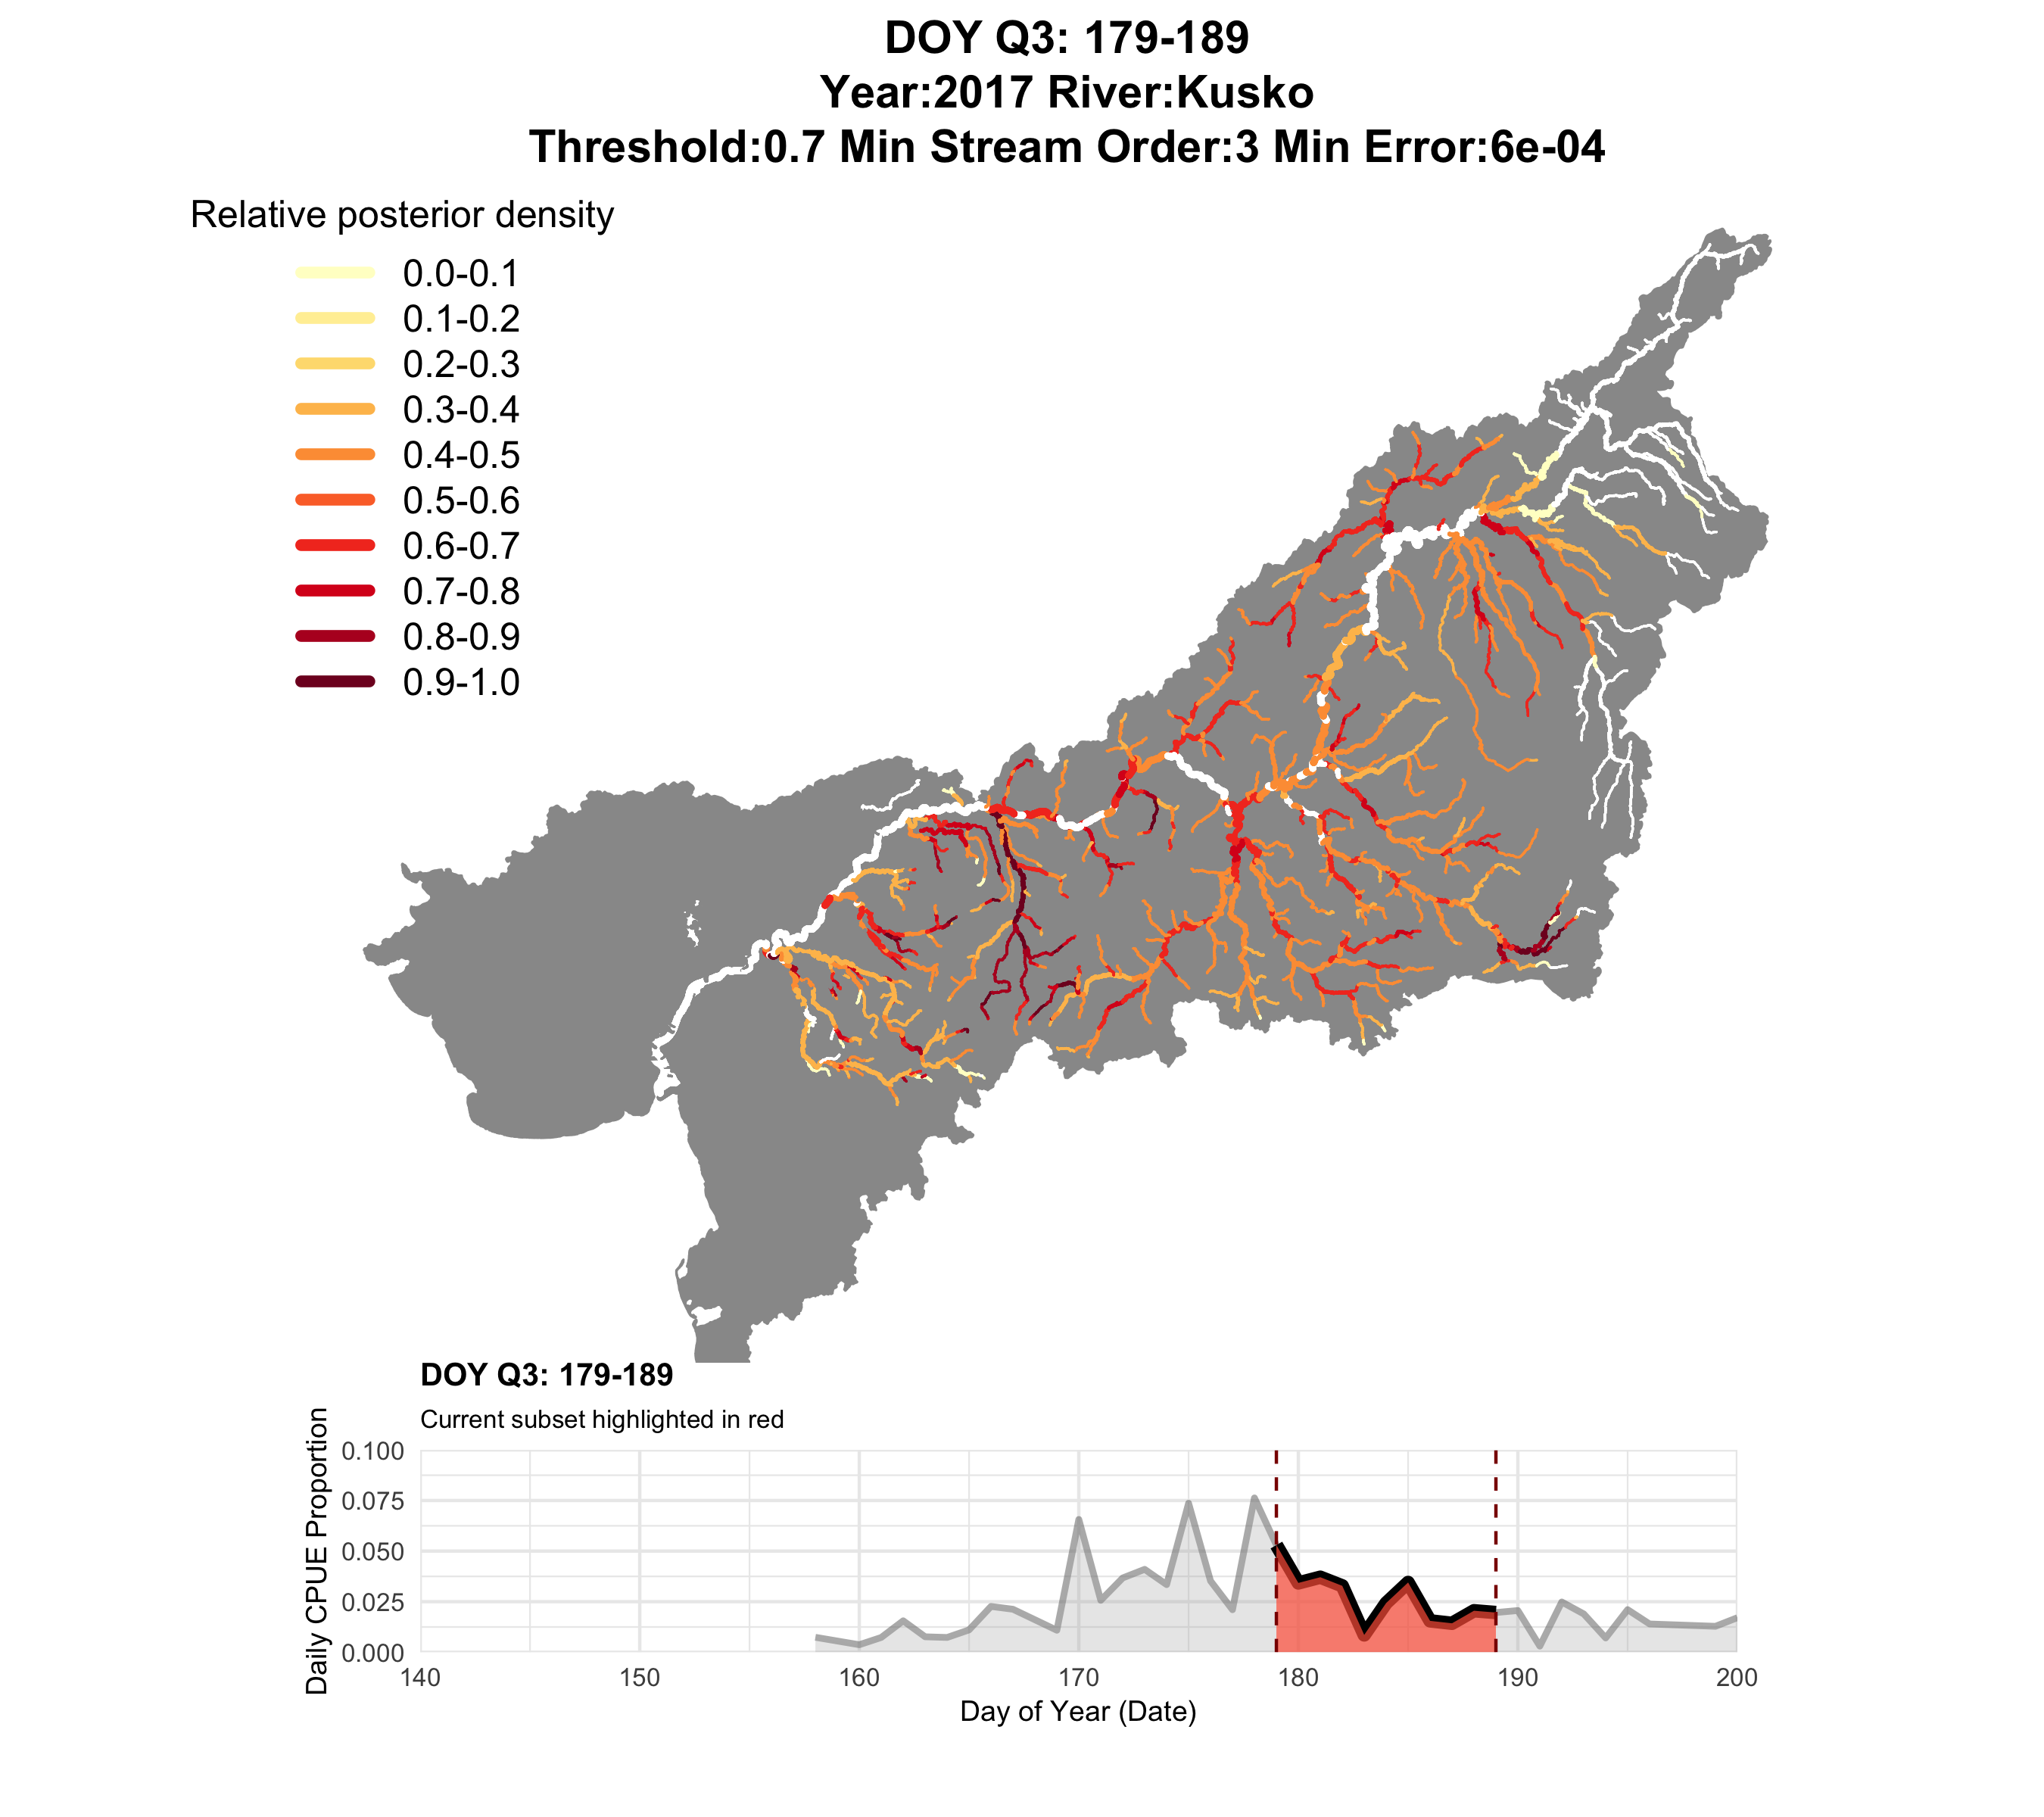 DOY Q3: 179-189
Year:2017 River:Kusko
Threshold:0.7 Min Stream Order:3 Min Error:6e-04
Relative posterior density
0.0-0.1
0.1-0.2
0.2-0.3
0.3-0.4
0.4-0.5
0.5-0.6
0.6-0.7
0.7-0.8
0.8-0.9
0.9-1.0
DOY Q3: 179-189
Current subset highlighted in red
Daily CPUE Proportion
0.100
0.075
0.050
0.025
0.000
140 150 160 170 180 190 200
Day of Year (Date)